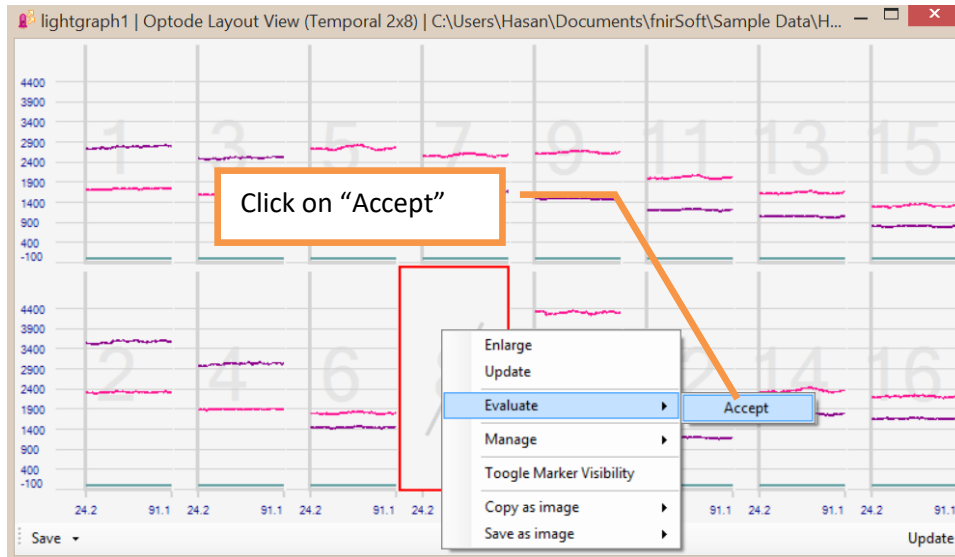 lightgraph1 | Optode Layout View (Temporal 2x8) | C:\Users\Hasan\Documents\fnirSoft\Sample Data\H...
4400
3900
3400
2900
2400
1900
1400
900
400
-100
1 3 5 7 9 11 13 15
Click on “Accept”
4400
3900
3400
2900
2400
1900
1400
900
400
-100
2 4 6 8 2 14 16
Enlarge
Update
Evaluate
Accept
Manage
Toogle Marker Visibility
Copy as image
Save as image
24.2 91.1 24.2 91.1 24.2 91.1 24.2 91.1 24.2 91.1 24.2 91.1
Save
Update